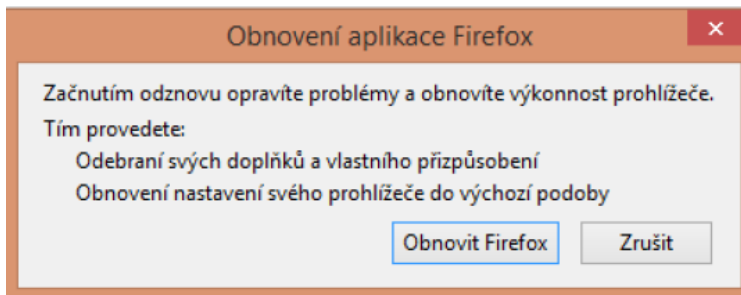 Obnovení aplikace Firefox
Začnutím odznovu opravíte problémy a obnovíte výkonnost prohlížeče.
Tím provedete:
Odebraní svých doplňků a vlastního přizpůsobení
Obnovení nastavení svého prohlížeče do výchozí podoby
Obnovit Firefox
Zrušit